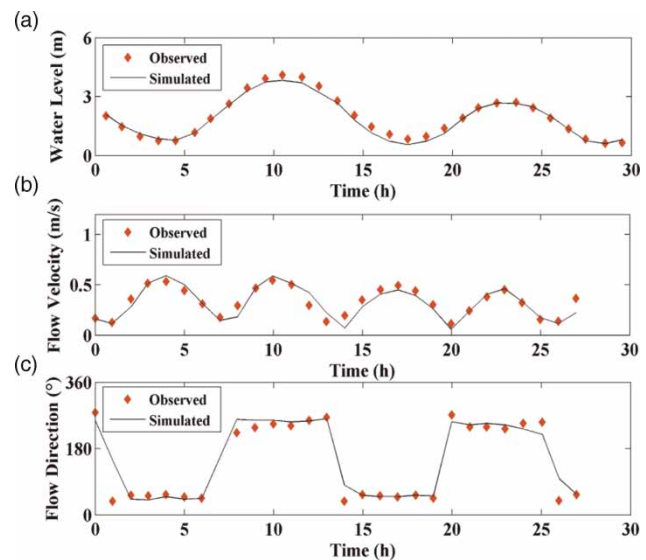 (a)
Water Level (m)
6
3
0
Observed
Simulated
0 5 10 15 20 25 30
Time (h)
(b)
Flow Velocity (m/s)
1
0.5
0
Observed
Simulated
0 5 10 15 20 25 30
Time (h)
(c)
Flow Direction (°)
360
180
0
Observed
Simulated
0 5 10 15 20 25 30
Time (h)